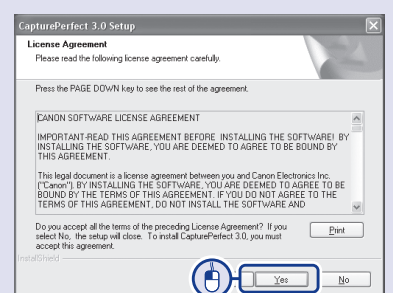 CapturePerfect 3.0 Setup
License Agreement
Please read the following license agreement carefully.
Press the PAGE DOWN key to see the rest of the agreement.
CANON SOFTWARE LICENSE AGREEMENT
IMPORTANT-READ THIS AGREEMENT BEFORE INSTALLING THE SOFTWARE! BY
INSTALLING THE SOFTWARE, YOU ARE DEEMED TO AGREE TO BE BOUND BY
THIS AGREEMENT.
This legal document is a license agreement between you and Canon Electronics Inc.
("Canon"). BY INSTALLING THE SOFTWARE, YOU ARE DEEMED TO AGREE TO BE
BOUND BY THE TERMS OF THIS AGREEMENT. IF YOU DO NOT AGREE TO THE
TERMS OF THIS AGREEMENT, DO NOT INSTALL THE SOFTWARE AND
Do you accept all the terms of the preceding License Agreement? If you
select No, the setup will close. To install CapturePerfect 3.0, you must
accept this agreement.
Print
InstallShield
Yes
No